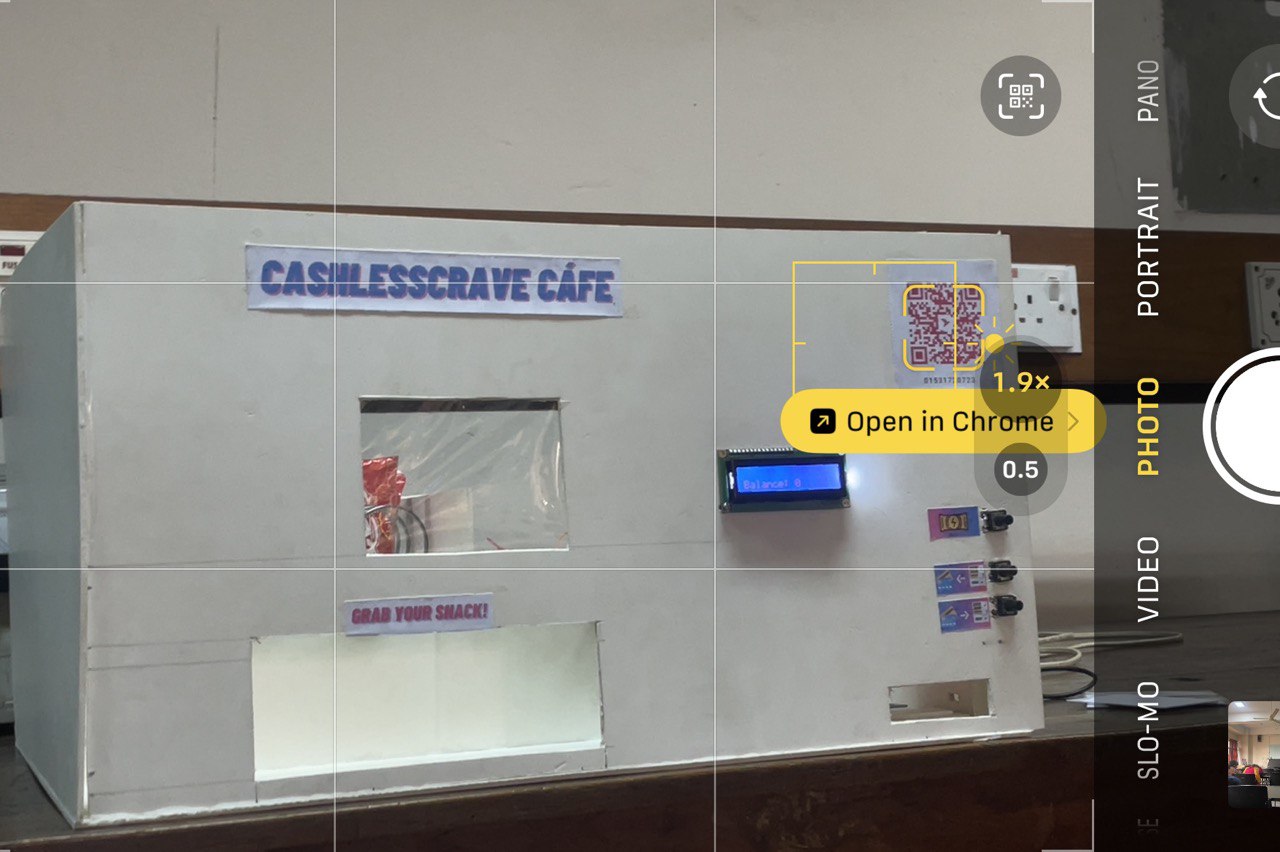 CASHLESSCRAVE CÁFE
Open in Chrome
1.9×
0.5
Balance: 0
GRAB YOUR SNACK!
PANO
PORTRAIT
PHOTO
VIDEO
SLO-MO